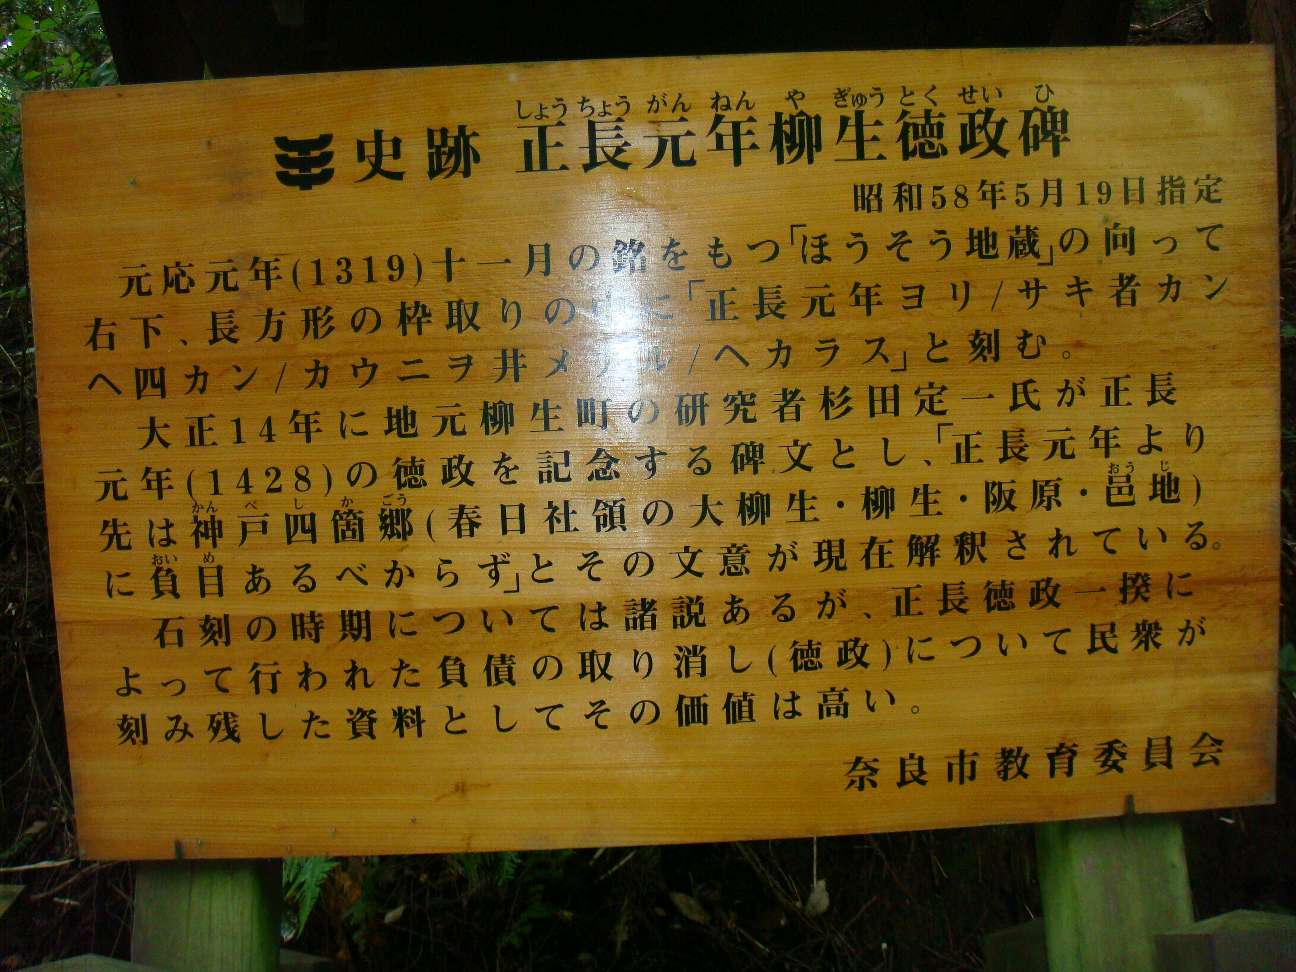 史跡 正長元年柳生徳政碑
しょうちょうがんねんやぎゅうとくせいひ
昭和58年5月19日指定
元応元年(1319)十一月の銘をもつ「ほうそう地蔵」の向って
右下、長方形の枠取りの中に「正長元年ヨリ/サキ者カン
ヘ四カン/カウニヲ井メアル/ヘカラス」と刻む。
大正14年に地元柳生町の研究者杉田定一氏が正長
元年(1428)の徳政を記念する碑文とし、「正長元年より
先は神戸四箇郷(春日社領の大柳生・柳生・阪原・邑地)
かんべしかごう おうじ
に負目あるべからず」とその文意が現在解釈されている。
おいめ
石刻の時期については諸説あるが、正長徳政一揆に
よって行われた負債の取り消し(徳政)について民衆が
刻み残した資料としてその価値は高い。
奈良市教育委員会